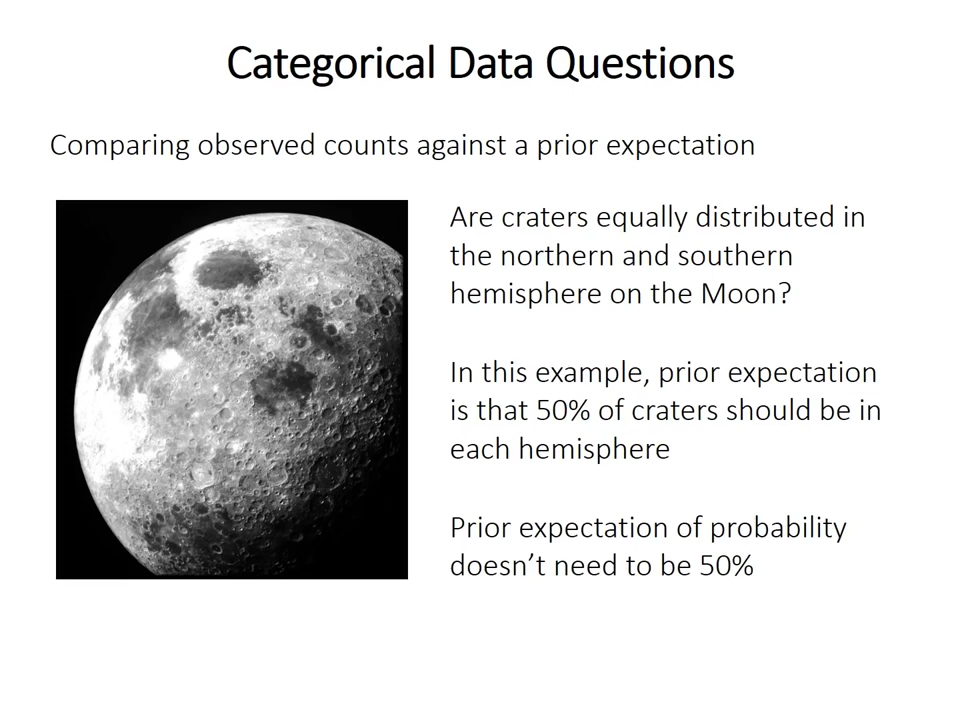 Categorical Data Questions
Comparing observed counts against a prior expectation
Are craters equally distributed in
the northern and southern
hemisphere on the Moon?
In this example, prior expectation
is that 50% of craters should be in
each hemisphere
Prior expectation of probability
doesn’t need to be 50%